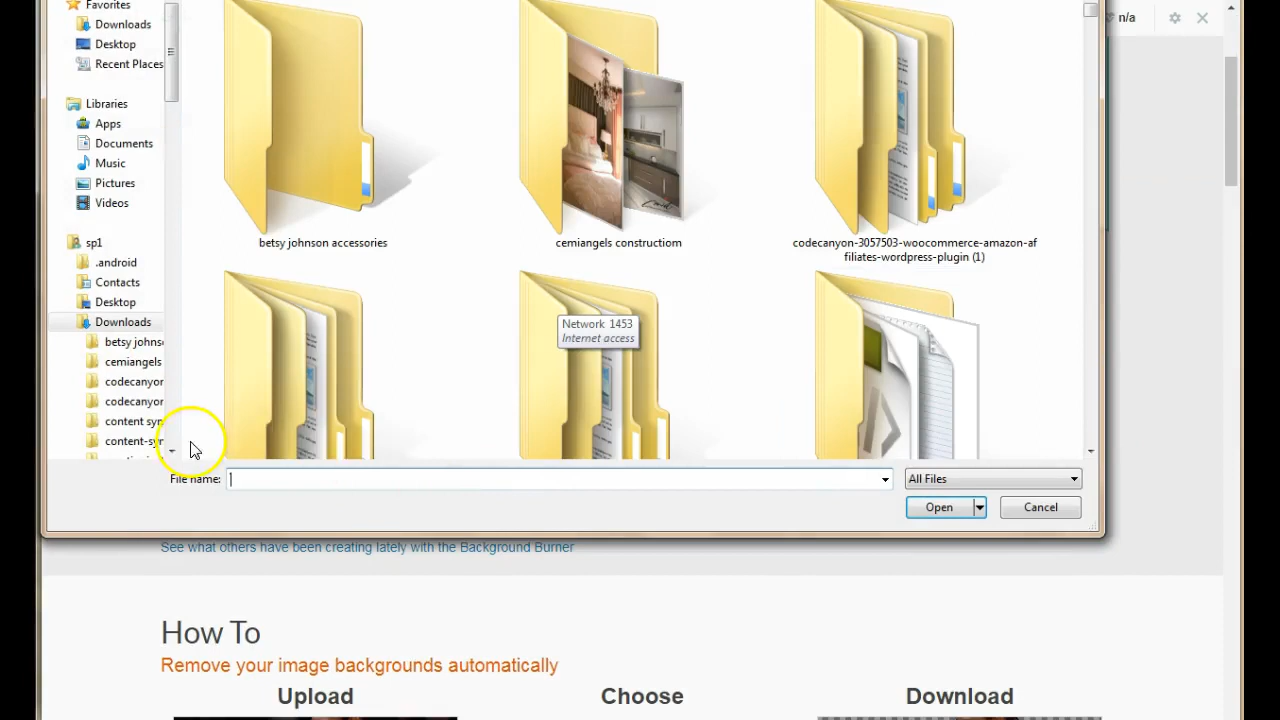 Favorites
Downloads
Desktop
Recent Places
Libraries
Apps
Documents
Music
Pictures
Videos
sp1
.android
Contacts
Desktop
Downloads
betsy johns
cemiangels
codecanyor
codecanyor
content syn
content-syr
n/a
betsy johnson accessories
cemiangels constructiom
codecanyon-3057503-woocommerce-amazon-af
filiates-wordpress-plugin (1)
Network 1453
Internet access
File name:
All Files
Open
Cancel
See what others have been creating lately with the Background Burner
How To
Remove your image backgrounds automatically
Upload
Choose
Download